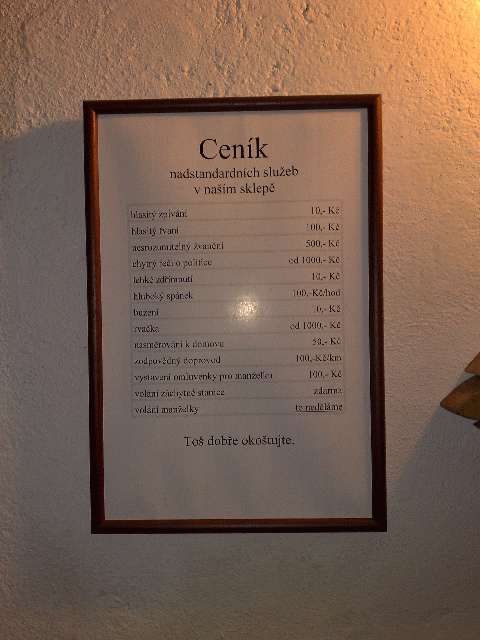 Ceník
nadstandardních služeb
v našim sklepě
hlasitý zpívání 10,- Kč
hlasitý řvaní 100,- Kč
nesrozumitelný žvanění 500,- Kč
chytrý řeči o politice od 1000,- Kč
lehké zdřímnutí 10,- Kč
hluboký spánek 100,-Kč/hod
buzení ,- Kč
rvačka od 1000,- Kč
nasměrování k domovu 50,- Kč
zodpovědný doprovod 100,-Kč/km
vystavení omluvenky pro manželku 100,- Kč
volání záchytné stanice zdarma
volání manželky to neděláme
Toš dobře okoštujte.